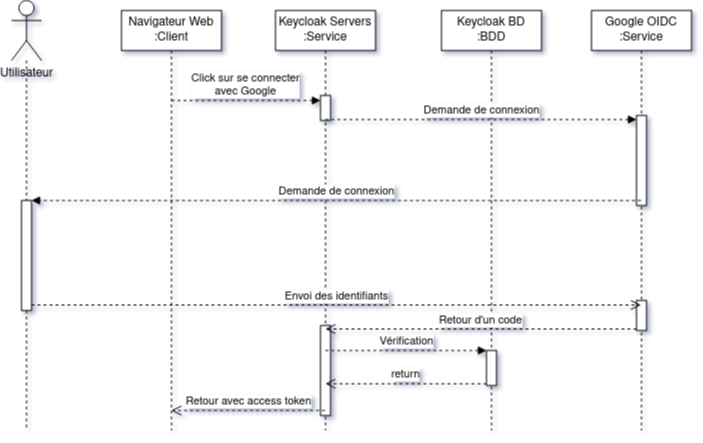 Navigateur Web
:Client
Keycloak Servers
:Service
Keycloak BD
:BDD
Google OIDC
:Service
Utilisateur
Click sur se connecter
avec Google
Demande de connexion
Demande de connexion
Envoi des identifiants
Retour d'un code
Vérification
return
Retour avec access token